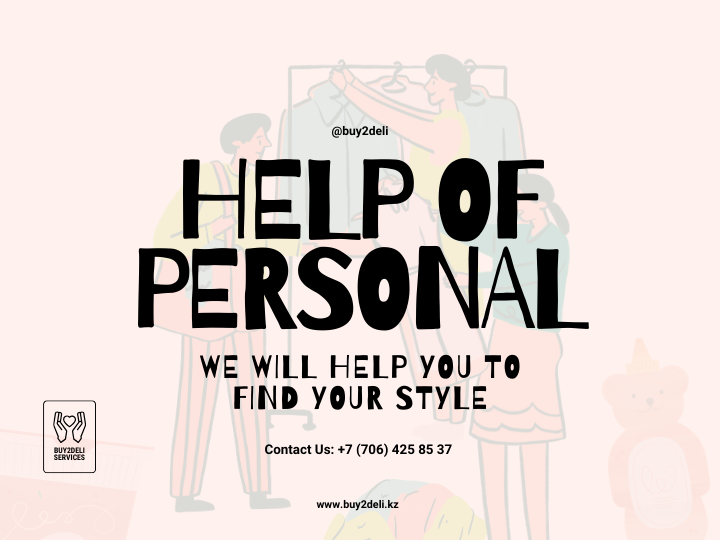 @buy2deli
HELP OF
PERSONAL
WE WILL HELP YOU TO
FIND YOUR STYLE
BUY2DELI
SERVICES
Contact Us: +7 (706) 425 85 37
www.buy2deli.kz